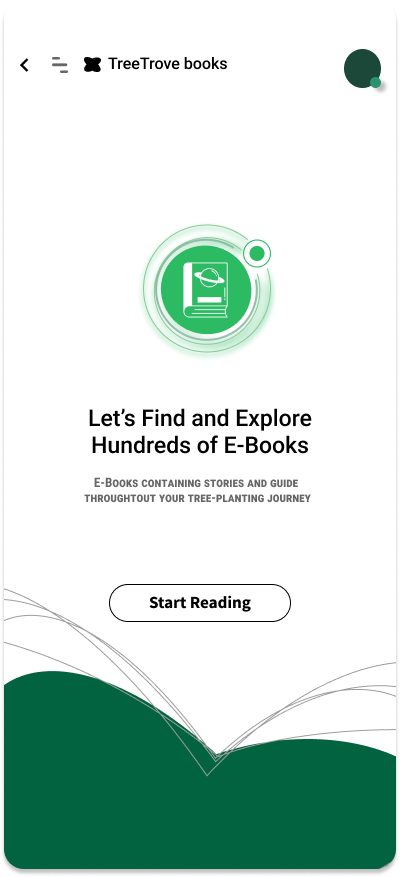 TreeTrove books
Let’s Find and Explore
Hundreds of E-Books
E-Books containing stories and guide
throughtout your tree-planting journey
Start Reading